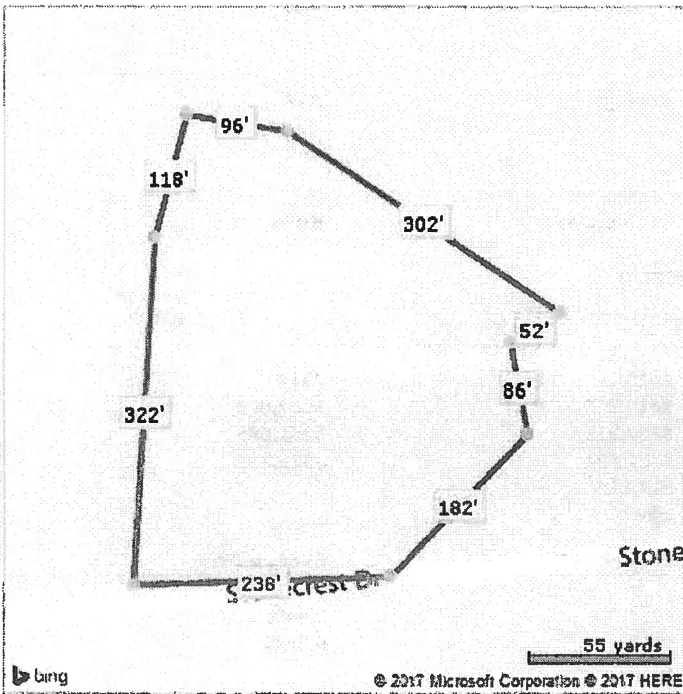 96'
118'
302'
52'
86'
322'
182'
Stone
238'
55 yards
bing
© 2017 Microsoft Corporation © 2017 HERE